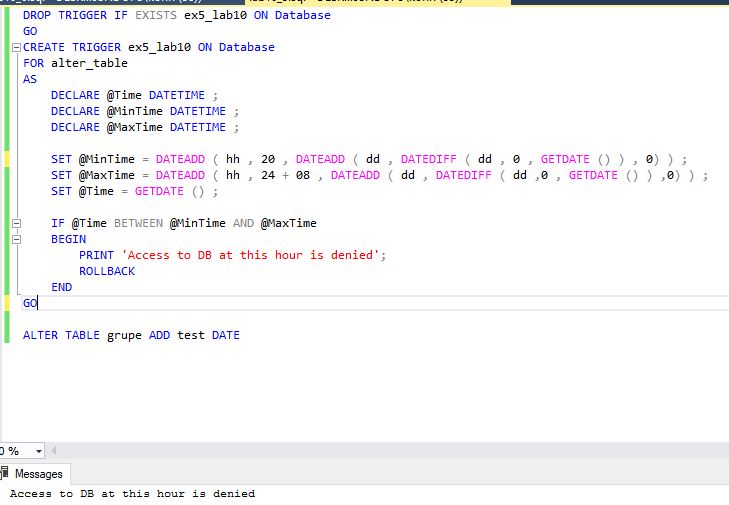 DROP TRIGGER IF EXISTS ex5_lab10 ON Database
GO
CREATE TRIGGER ex5_lab10 ON Database
FOR alter_table
AS
DECLARE @Time DATETIME ;
DECLARE @MinTime DATETIME ;
DECLARE @MaxTime DATETIME ;
SET @MinTime = DATEADD ( hh , 20 , DATEADD ( dd , DATEDIFF ( dd , 0 , GETDATE () ) , 0) ) ;
SET @MaxTime = DATEADD ( hh , 24 + 08 , DATEADD ( dd , DATEDIFF ( dd ,0 , GETDATE () ) ,0) ) ;
SET @Time = GETDATE () ;
IF @Time BETWEEN @MinTime AND @MaxTime
BEGIN
PRINT 'Access to DB at this hour is denied';
ROLLBACK
END
GO
ALTER TABLE grupe ADD test DATE
0 %
Messages
Access to DB at this hour is denied